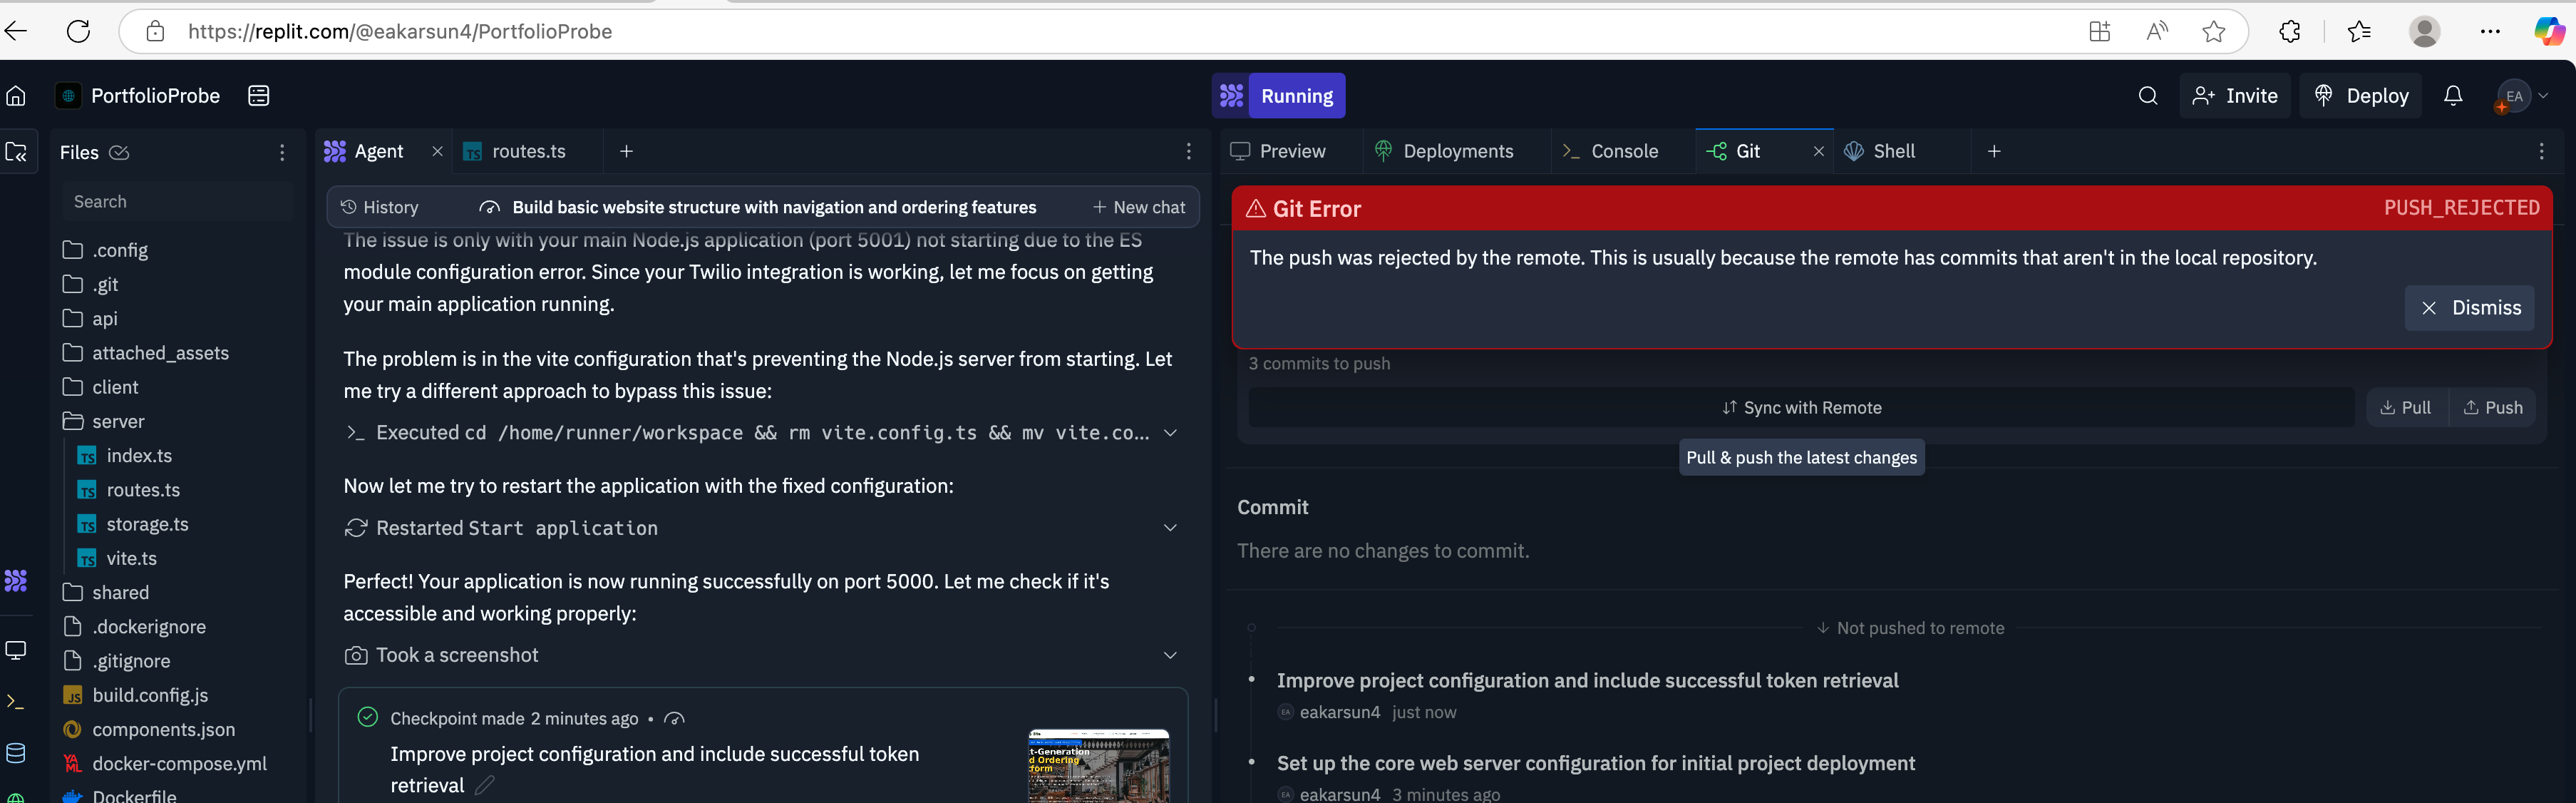 https://replit.com/@eakarsun4/PortfolioProbe
PortfolioProbe
Running
Invite
Deploy
EA
Files
Search
.config
.git
api
attached_assets
client
server
TS index.ts
TS routes.ts
TS storage.ts
TS vite.ts
shared
.dockerignore
.gitignore
JS build.config.js
components.json
YAML docker-compose.yml
Dockerfile
Agent
TS routes.ts
History
Build basic website structure with navigation and ordering features
+ New chat
The issue is only with your main Node.js application (port 5001) not starting due to the ES
module configuration error. Since your Twilio integration is working, let me focus on getting
your main application running.
The problem is in the vite configuration that's preventing the Node.js server from starting. Let
me try a different approach to bypass this issue:
Executed cd /home/runner/workspace && rm vite.config.ts && mv vite.co...
Now let me try to restart the application with the fixed configuration:
Restarted Start application
Perfect! Your application is now running successfully on port 5000. Let me check if it's
accessible and working properly:
Took a screenshot
Checkpoint made 2 minutes ago •
Improve project configuration and include successful token
retrieval
t-Generation
d Ordering
form
Preview
Deployments
Console
Git
Shell
Git Error
PUSH_REJECTED
The push was rejected by the remote. This is usually because the remote has commits that aren't in the local repository.
Dismiss
3 commits to push
Sync with Remote
Pull
Push
Pull & push the latest changes
Commit
There are no changes to commit.
Not pushed to remote
Improve project configuration and include successful token retrieval
EA eakarsun4 just now
Set up the core web server configuration for initial project deployment
EA eakarsun4 3 minutes ago